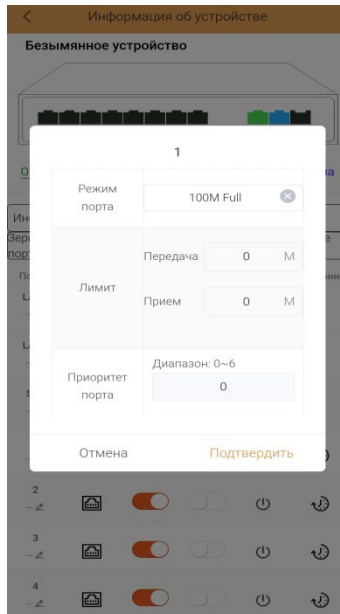 Информация об устройстве
Безымянное устройство
1
Режим
порта
100M Full
Лимит
Передача 0 M
Прием 0 M
Приоритет
порта
Диапазон: 0~6
0
Отмена
Подтвердить
2
3
4